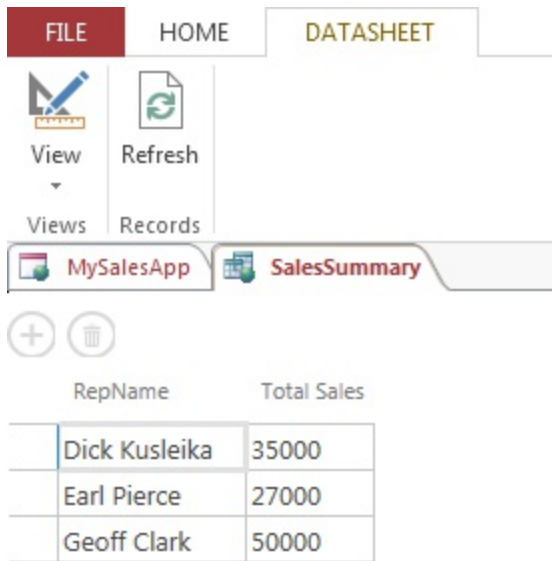 FILE HOME DATASHEET
View Refresh
Views Records
MySalesApp SalesSummary
RepName Total Sales
Dick Kusleika 35000
Earl Pierce 27000
Geoff Clark 50000